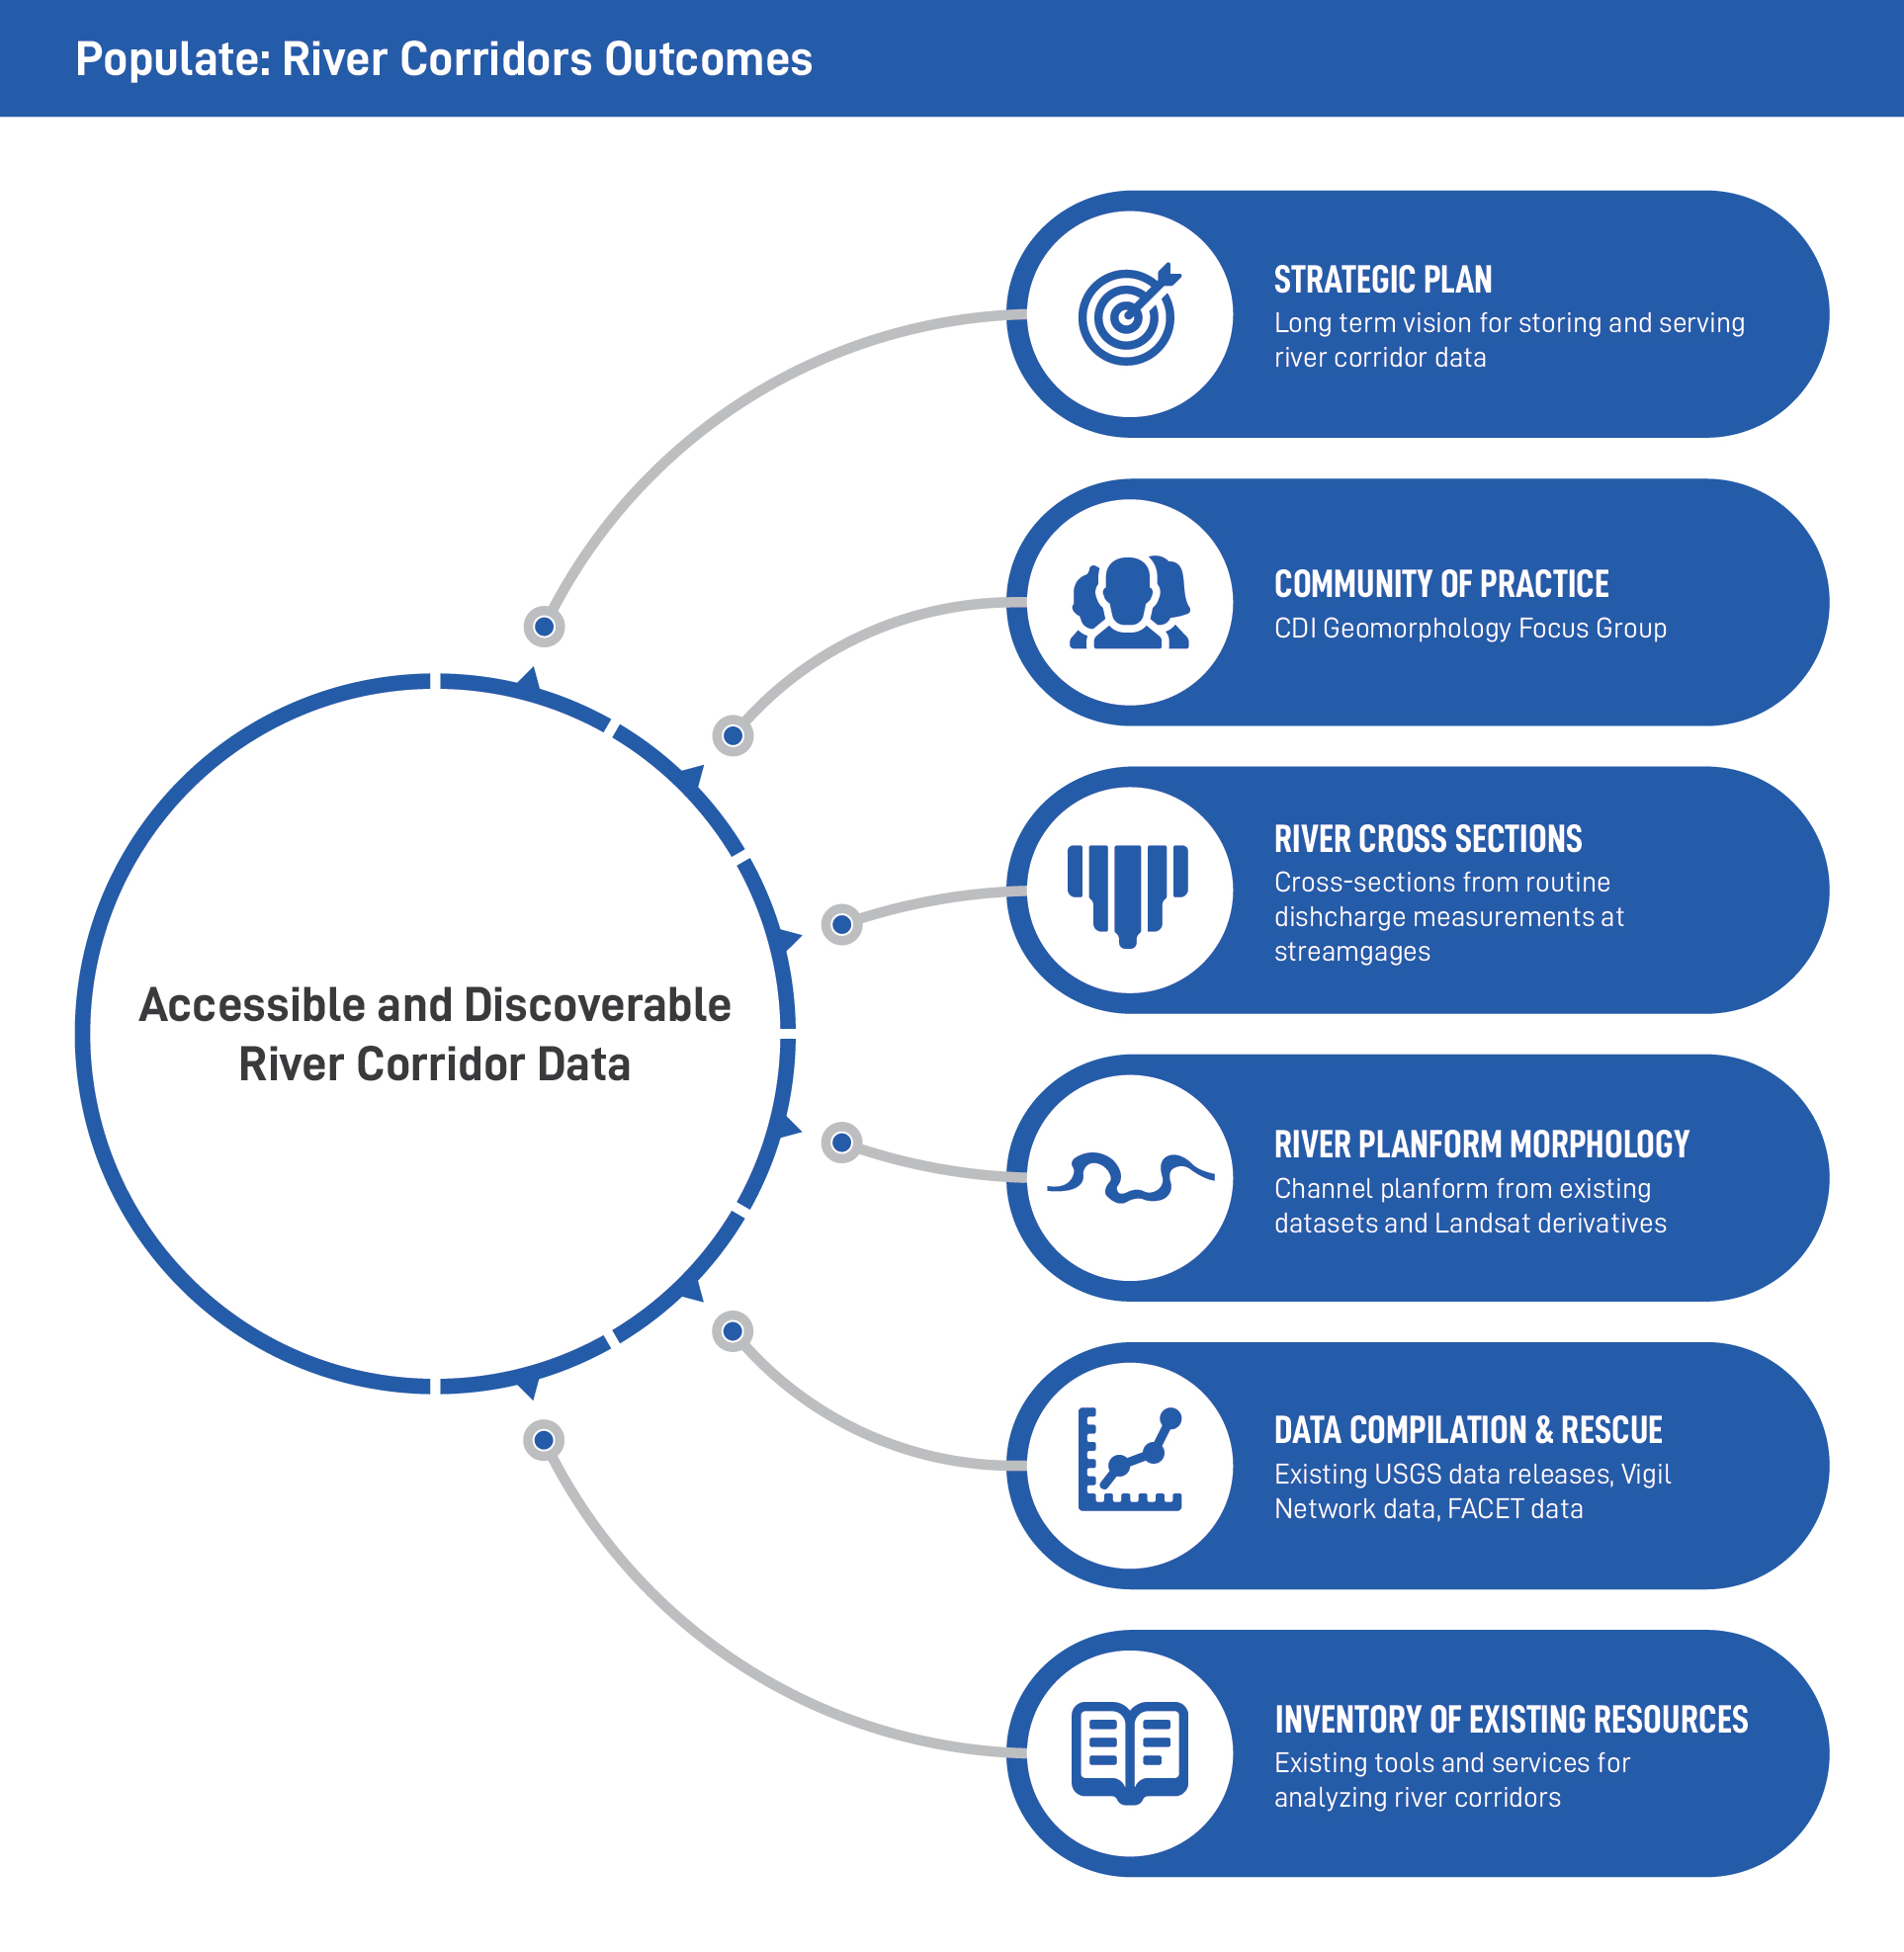 Populate: River Corridors Outcomes
Accessible and Discoverable
River Corridor Data
STRATEGIC PLAN
Long term vision for storing and serving
river corridor data
COMMUNITY OF PRACTICE
CDI Geomorphology Focus Group
RIVER CROSS SECTIONS
Cross-sections from routine
dishcharge measurements at
streamgages
RIVER PLANFORM MORPHOLOGY
Channel planform from existing
datasets and Landsat derivatives
DATA COMPILATION & RESCUE
Existing USGS data releases, Vigil
Network data, FACET data
INVENTORY OF EXISTING RESOURCES
Existing tools and services for
analyzing river corridors